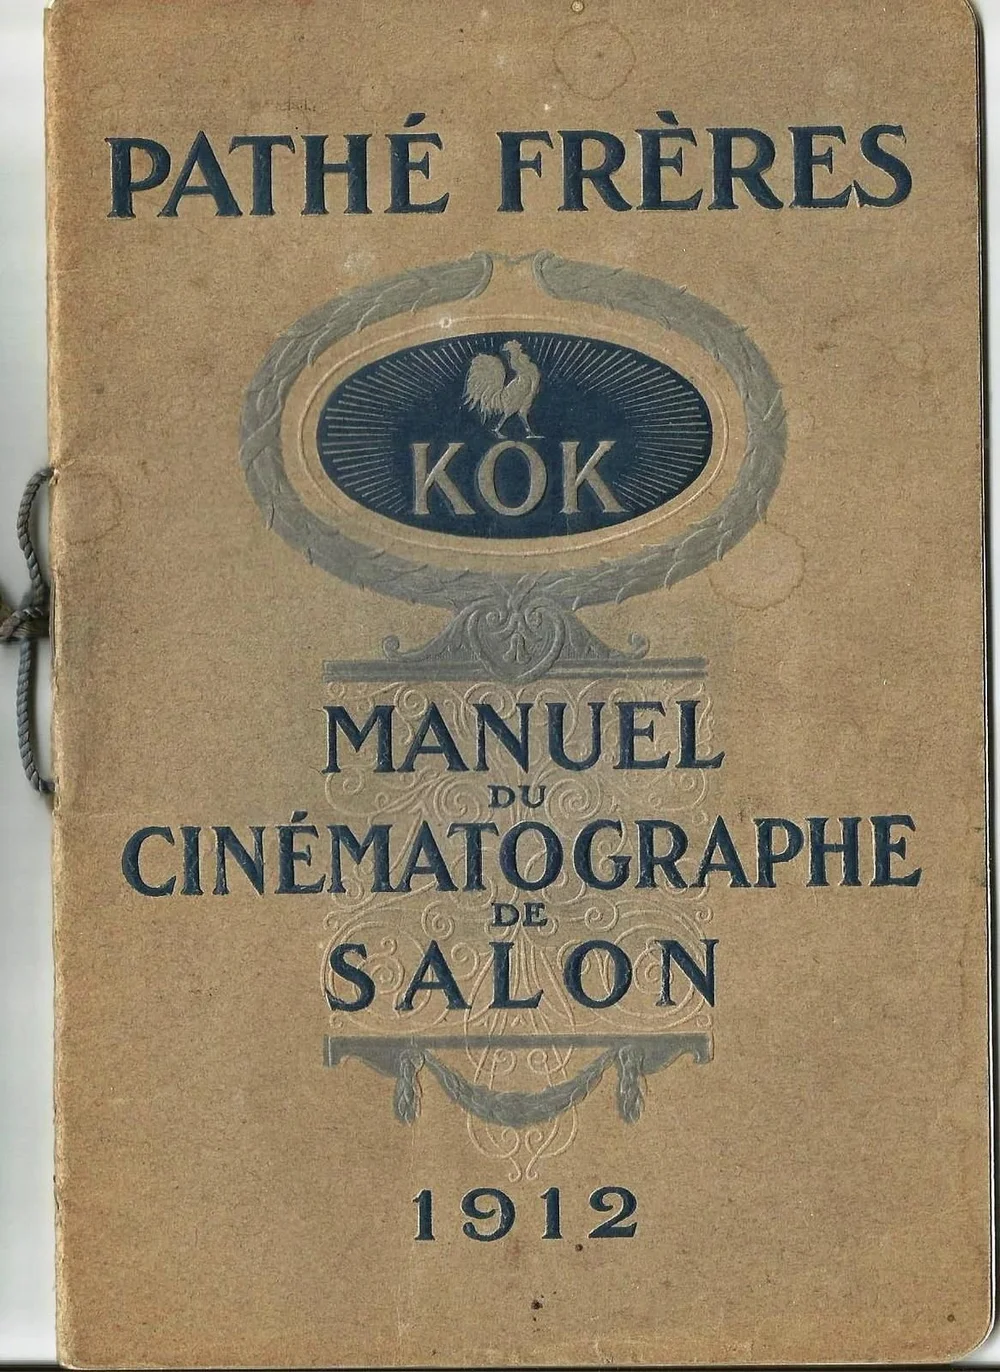 PATHÉ FRÈRES
KOK
MANUEL
DU
CINÉMATOGRAPHE
DE
SALON
1912